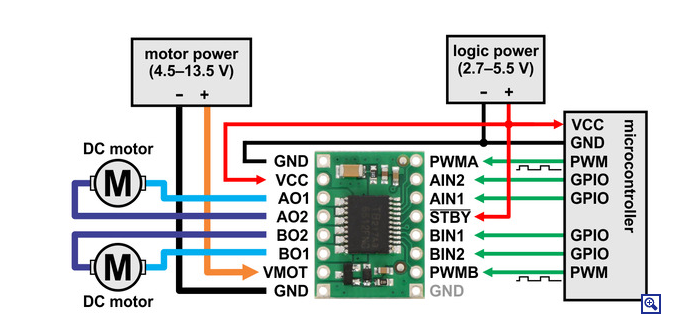 motor power
(4.5–13.5 V)
– +
logic power
(2.7–5.5 V)
– +
microcontroller
VCC
GND
PWM
GPIO
GPIO
GPIO
GPIO
PWM
DC motor
M
M
DC motor
GND
VCC
AO1
AO2
BO2
BO1
VMOT
GND
PWMA
AIN2
AIN1
STBY
BIN1
BIN2
PWMB
GND